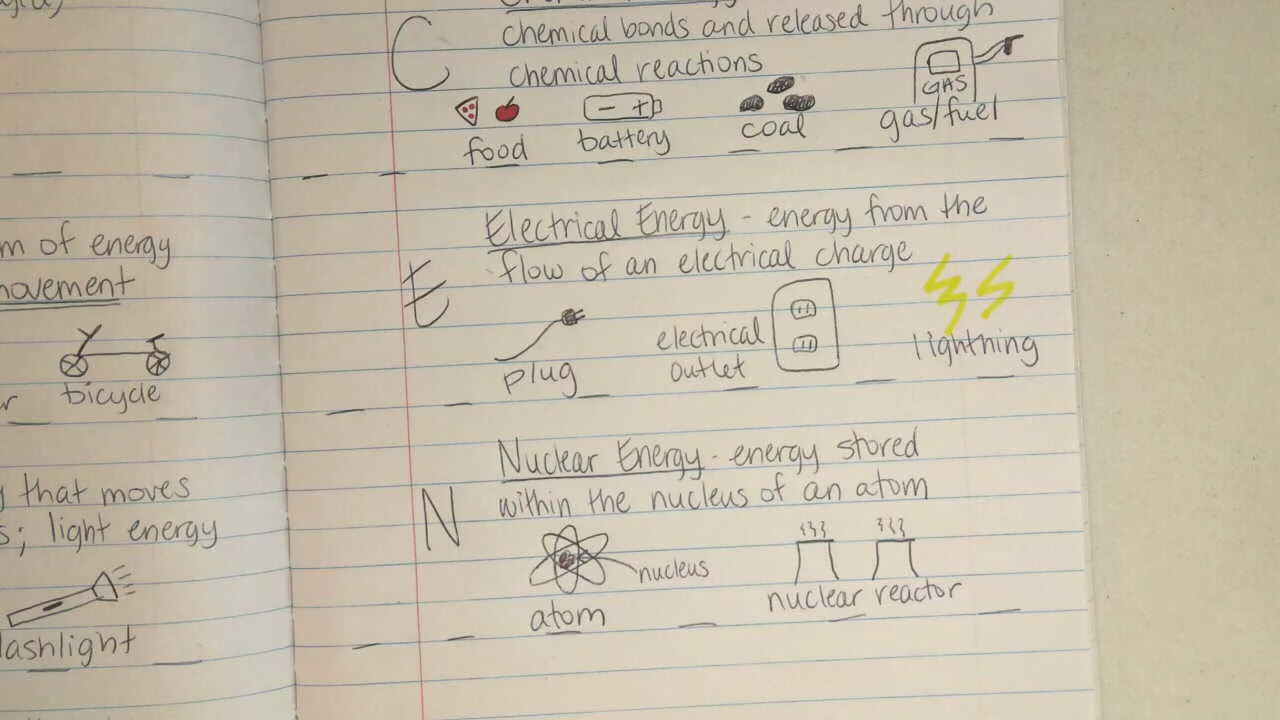 m of energy
movement
bicycle
that moves
s; light energy
lashlight
chemical bonds and released through
C
chemical reactions
GAS
food battery coal gas/fuel
Electrical Energy - energy from the
E
flow of an electrical charge
plug electrical outlet lightning
Nuclear Energy - energy stored
N
within the nucleus of an atom
nucleus
atom nuclear reactor